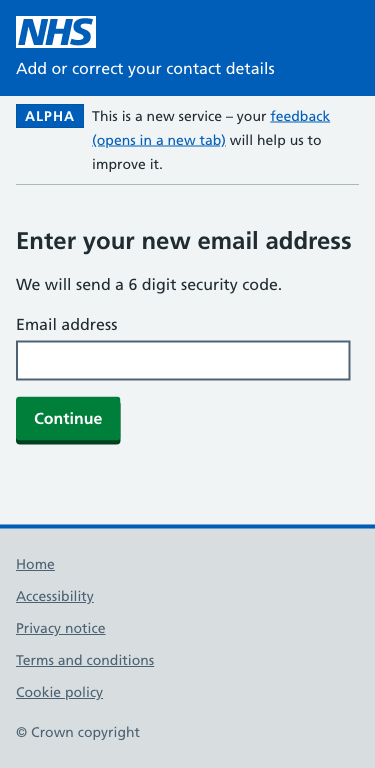 NHS
Add or correct your contact details
ALPHA
This is a new service – your feedback
(opens in a new tab) will help us to
improve it.
Enter your new email address
We will send a 6 digit security code.
Email address
Continue
Home
Accessibility
Privacy notice
Terms and conditions
Cookie policy
© Crown copyright